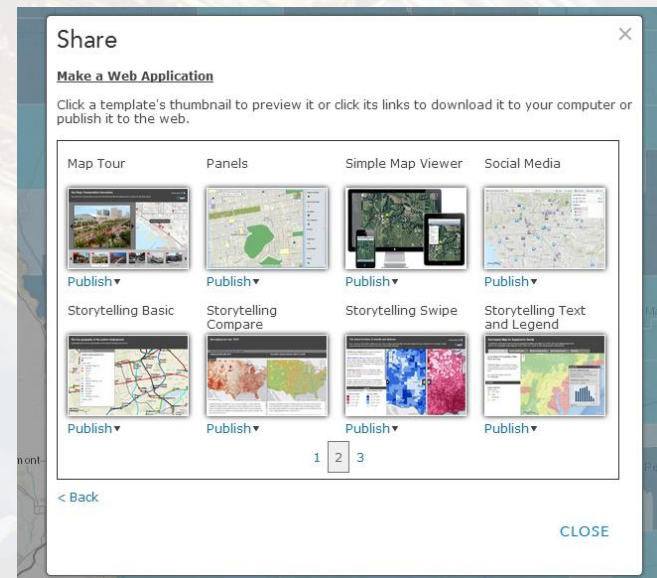 Share
×
Make a Web Application
Click a template's thumbnail to preview it or click its links to download it to your computer or
publish it to the web.
Map Tour
Panels
Simple Map Viewer
Social Media
Publish▾
Publish▾
Publish▾
Publish▾
Storytelling Basic
Storytelling
Compare
Storytelling Swipe
Storytelling Text
and Legend
Publish▾
Publish▾
Publish▾
Publish▾
1 2 3
< Back
CLOSE
mont